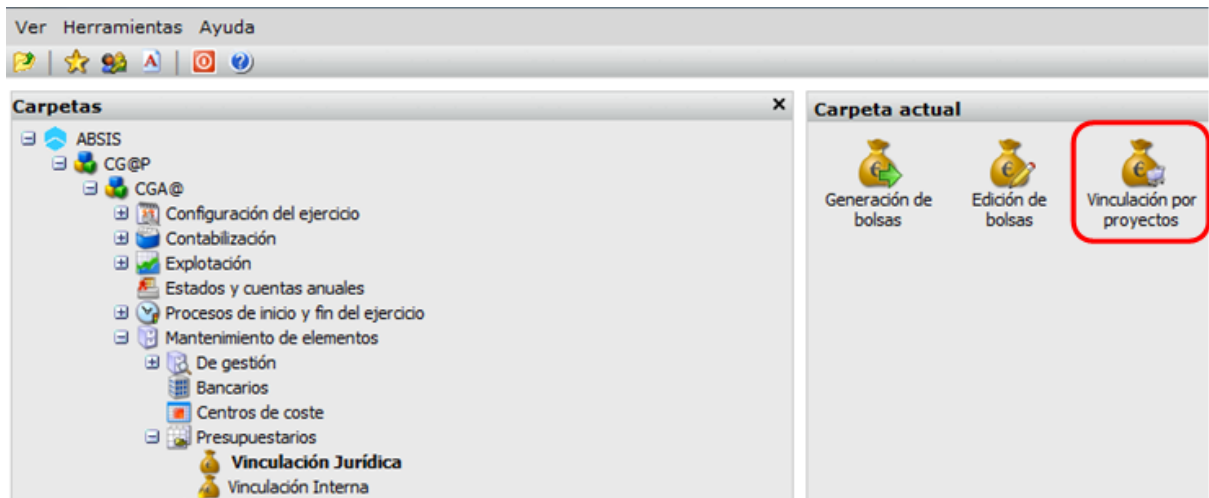 Ver Herramientas Ayuda
Carpetas
ABSIS
CG@P
CGA@
Configuración del ejercicio
Contabilización
Explotación
Estados y cuentas anuales
Procesos de inicio y fin del ejercicio
Mantenimiento de elementos
De gestión
Bancarios
Centros de coste
Presupuestarios
Vinculación Jurídica
Vinculación Interna
Carpeta actual
Generación de
bolsas
Edición de
bolsas
Vinculación por
proyectos